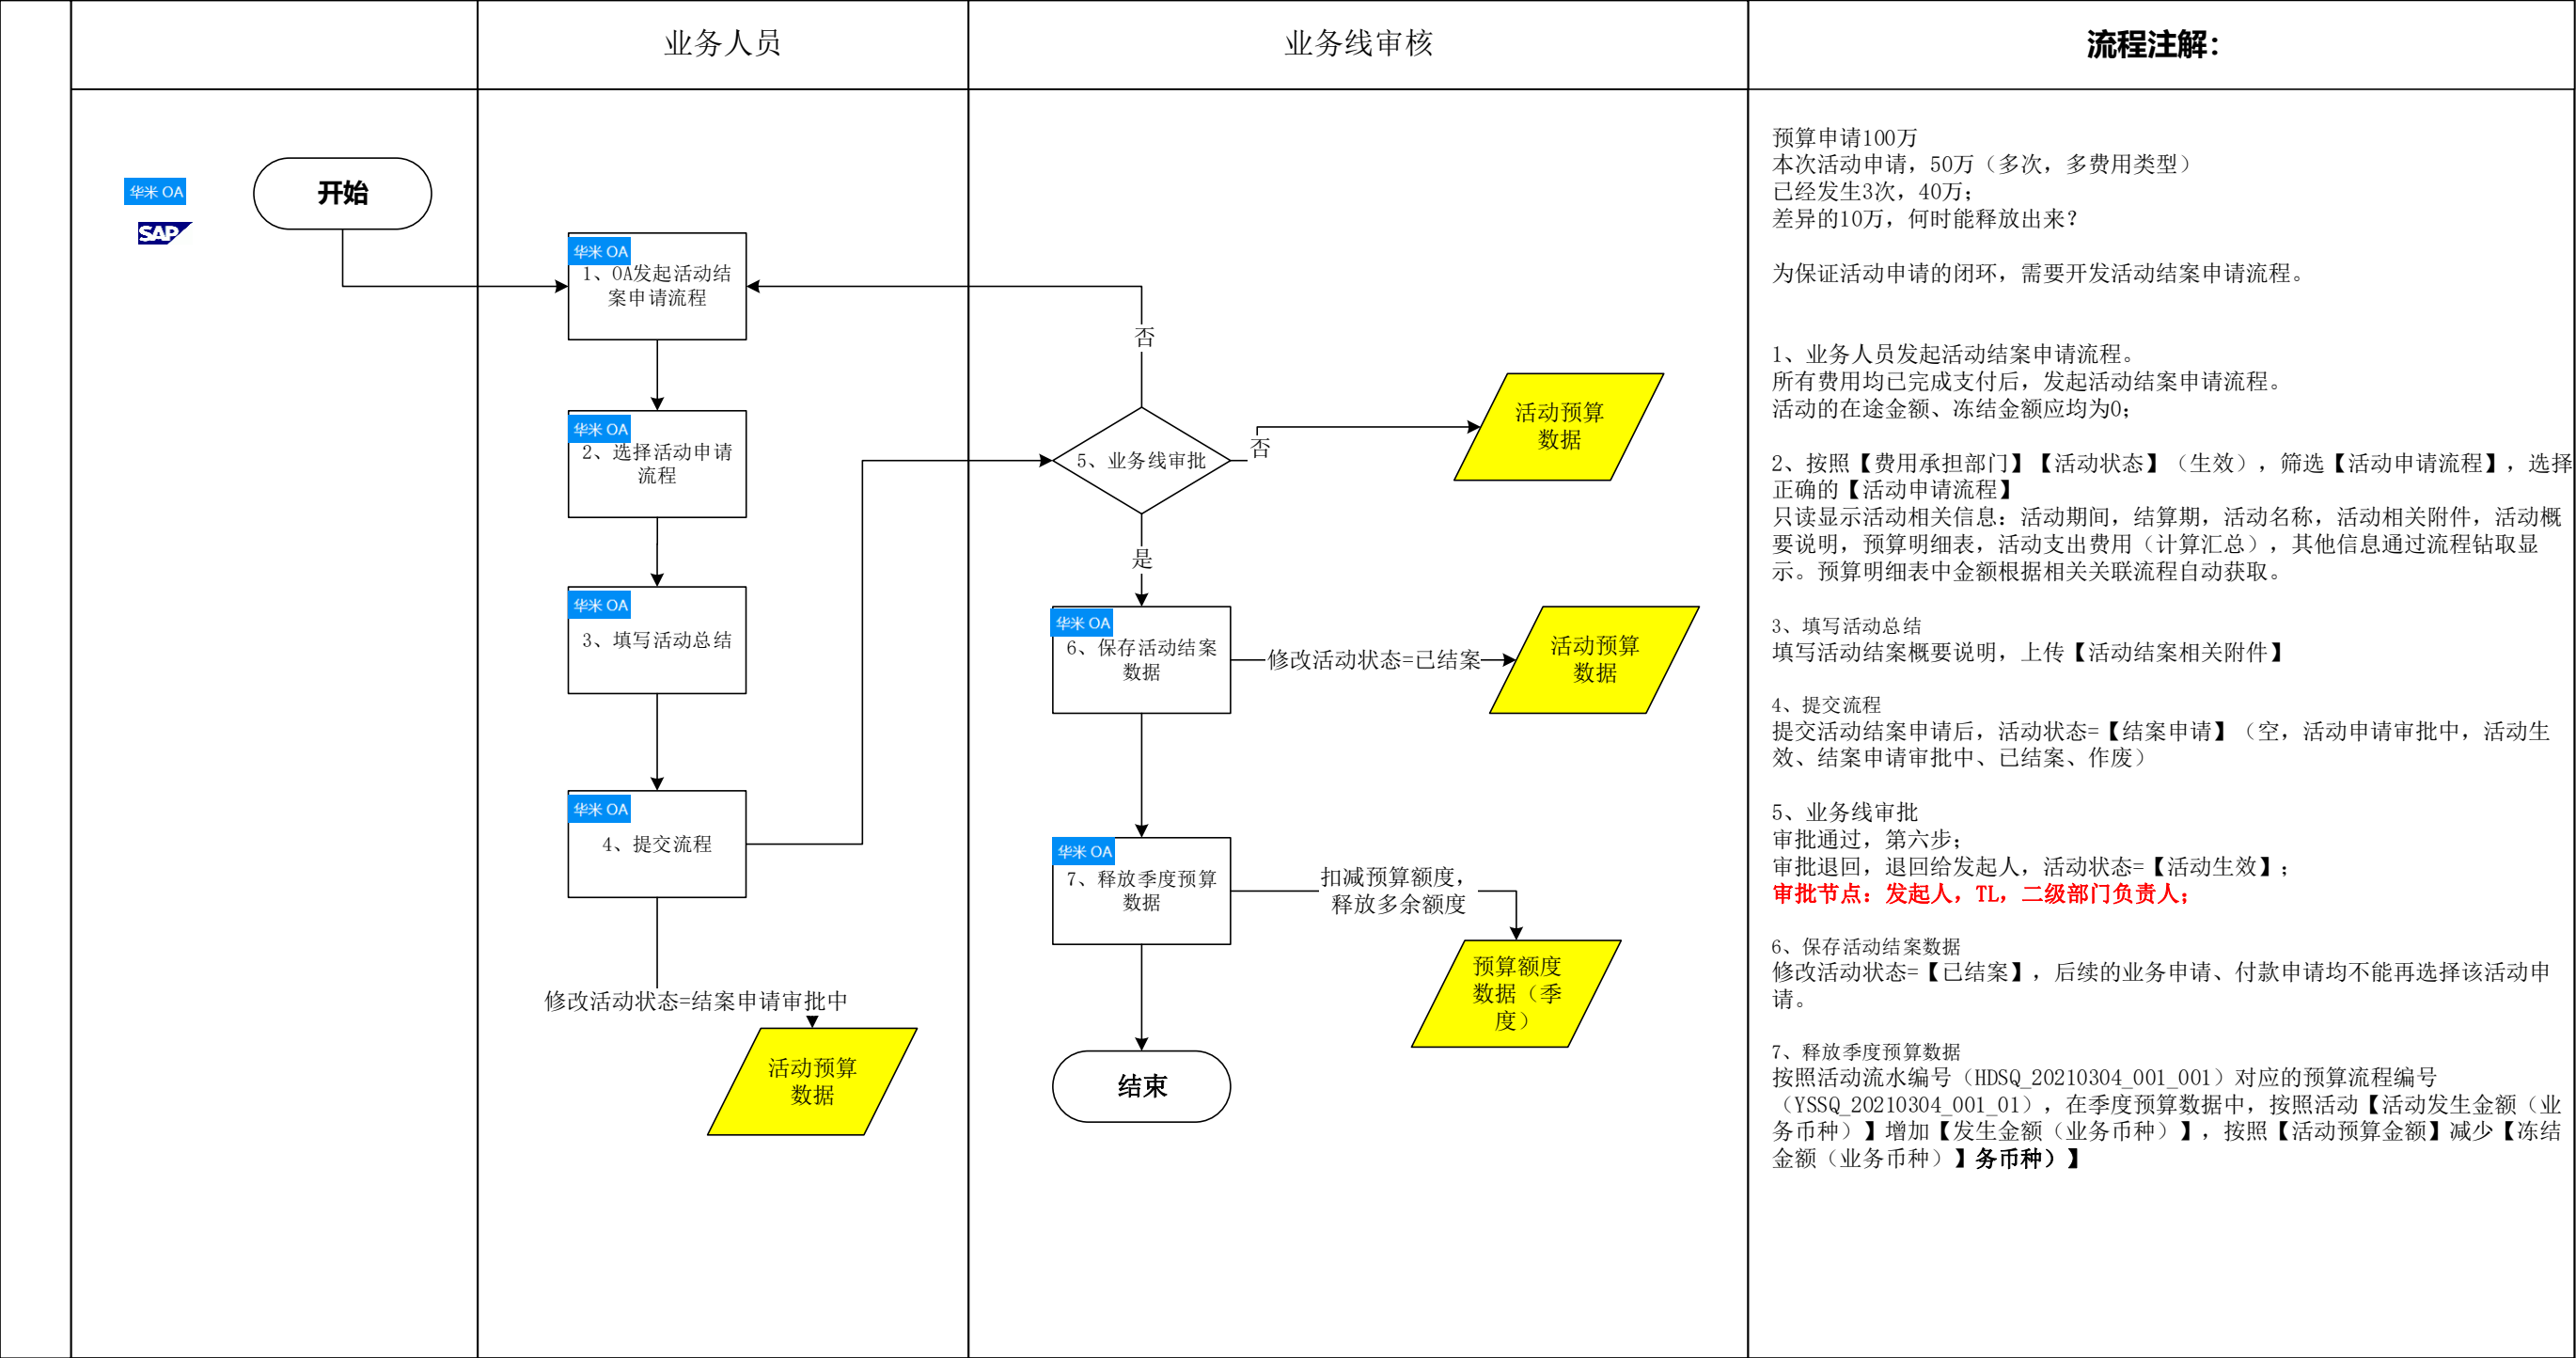 业务人员
业务线审核
流程注解：
华米 OA
SAP
开始
华米 OA
1、OA发起活动结
案申请流程
华米 OA
2、选择活动申请
流程
华米 OA
3、填写活动总结
华米 OA
4、提交流程
修改活动状态=结案申请审批中
活动预算
数据
否
5、业务线审批
否
活动预算
数据
是
华米 OA
6、保存活动结案
数据
修改活动状态=已结案
活动预算
数据
华米 OA
7、释放季度预算
数据
扣减预算额度，
释放多余额度
预算额度
数据（季
度）
结束
预算申请100万
本次活动申请，50万（多次，多费用类型）
已经发生3次，40万；
差异的10万，何时能释放出来？
为保证活动申请的闭环，需要开发活动结案申请流程。
1、业务人员发起活动结案申请流程。
所有费用均已完成支付后，发起活动结案申请流程。
活动的在途金额、冻结金额应均为0；
2、按照【费用承担部门】【活动状态】（生效），筛选【活动申请流程】，选择
正确的【活动申请流程】
只读显示活动相关信息：活动期间，结算期，活动名称，活动相关附件，活动概
要说明，预算明细表，活动支出费用（计算汇总），其他信息通过流程钻取显
示。预算明细表中金额根据相关关联流程自动获取。
3、填写活动总结
填写活动结案概要说明，上传【活动结案相关附件】
4、提交流程
提交活动结案申请后，活动状态=【结案申请】（空，活动申请审批中，活动生
效、结案申请审批中、已结案、作废）
5、业务线审批
审批通过，第六步；
审批退回，退回给发起人，活动状态=【活动生效】；
审批节点：发起人，TL，二级部门负责人；
6、保存活动结案数据
修改活动状态=【已结案】，后续的业务申请、付款申请均不能再选择该活动申
请。
7、释放季度预算数据
按照活动流水编号（HDSQ_20210304_001_001）对应的预算流程编号
（YSSQ_20210304_001_01），在季度预算数据中，按照活动【活动发生金额（业
务币种）】增加【发生金额（业务币种）】，按照【活动预算金额】减少【冻结
金额（业务币种）】务币种）】